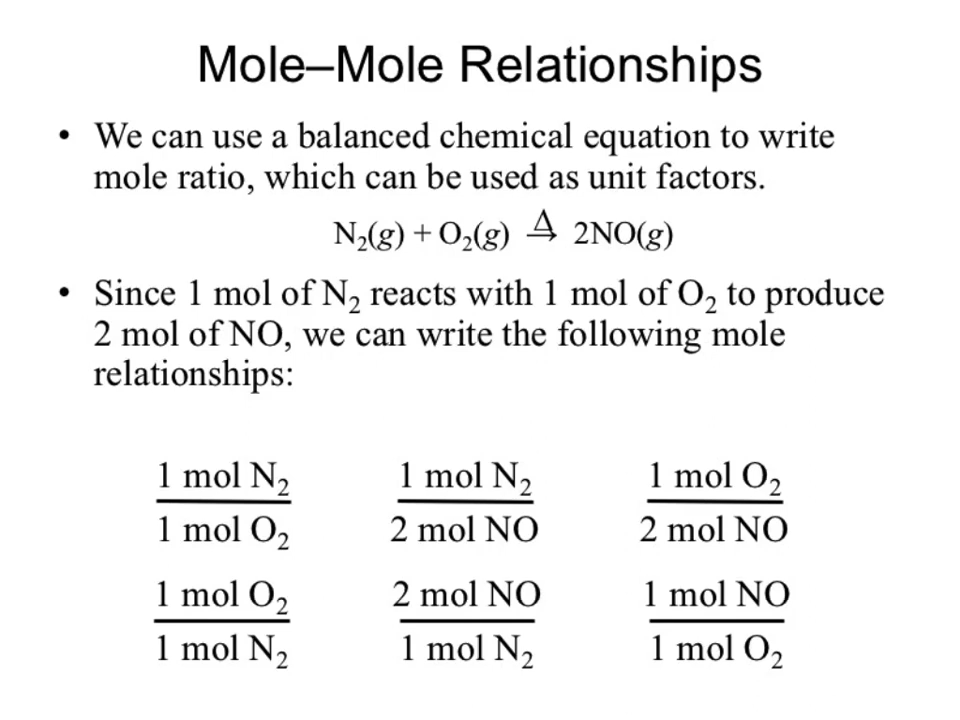 Mole–Mole Relationships
• We can use a balanced chemical equation to write
mole ratio, which can be used as unit factors.
N₂(g) + O₂(g) →Δ 2NO(g)
• Since 1 mol of N₂ reacts with 1 mol of O₂ to produce
2 mol of NO, we can write the following mole
relationships:
1 mol N₂ 1 mol N₂ 1 mol O₂
1 mol O₂ 2 mol NO 2 mol NO
1 mol O₂ 2 mol NO 1 mol NO
1 mol N₂ 1 mol N₂ 1 mol O₂